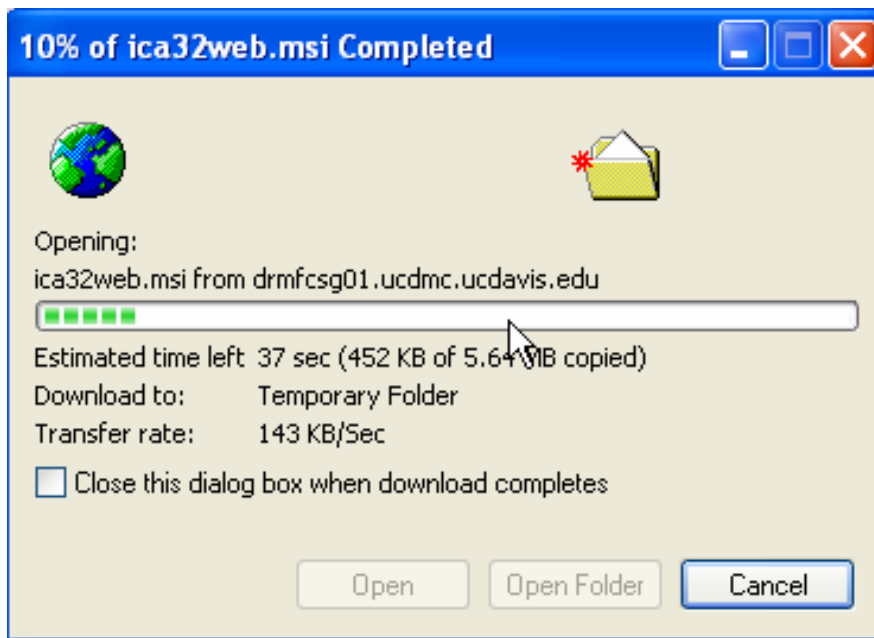 10% of ica32web.msi Completed
Opening:
ica32web.msi from drmfcsg01.ucdmc.ucdavis.edu
Estimated time left 37 sec (452 KB of 5.64 MB copied)
Download to: Temporary Folder
Transfer rate: 143 KB/Sec
Close this dialog box when download completes
Open Open Folder Cancel